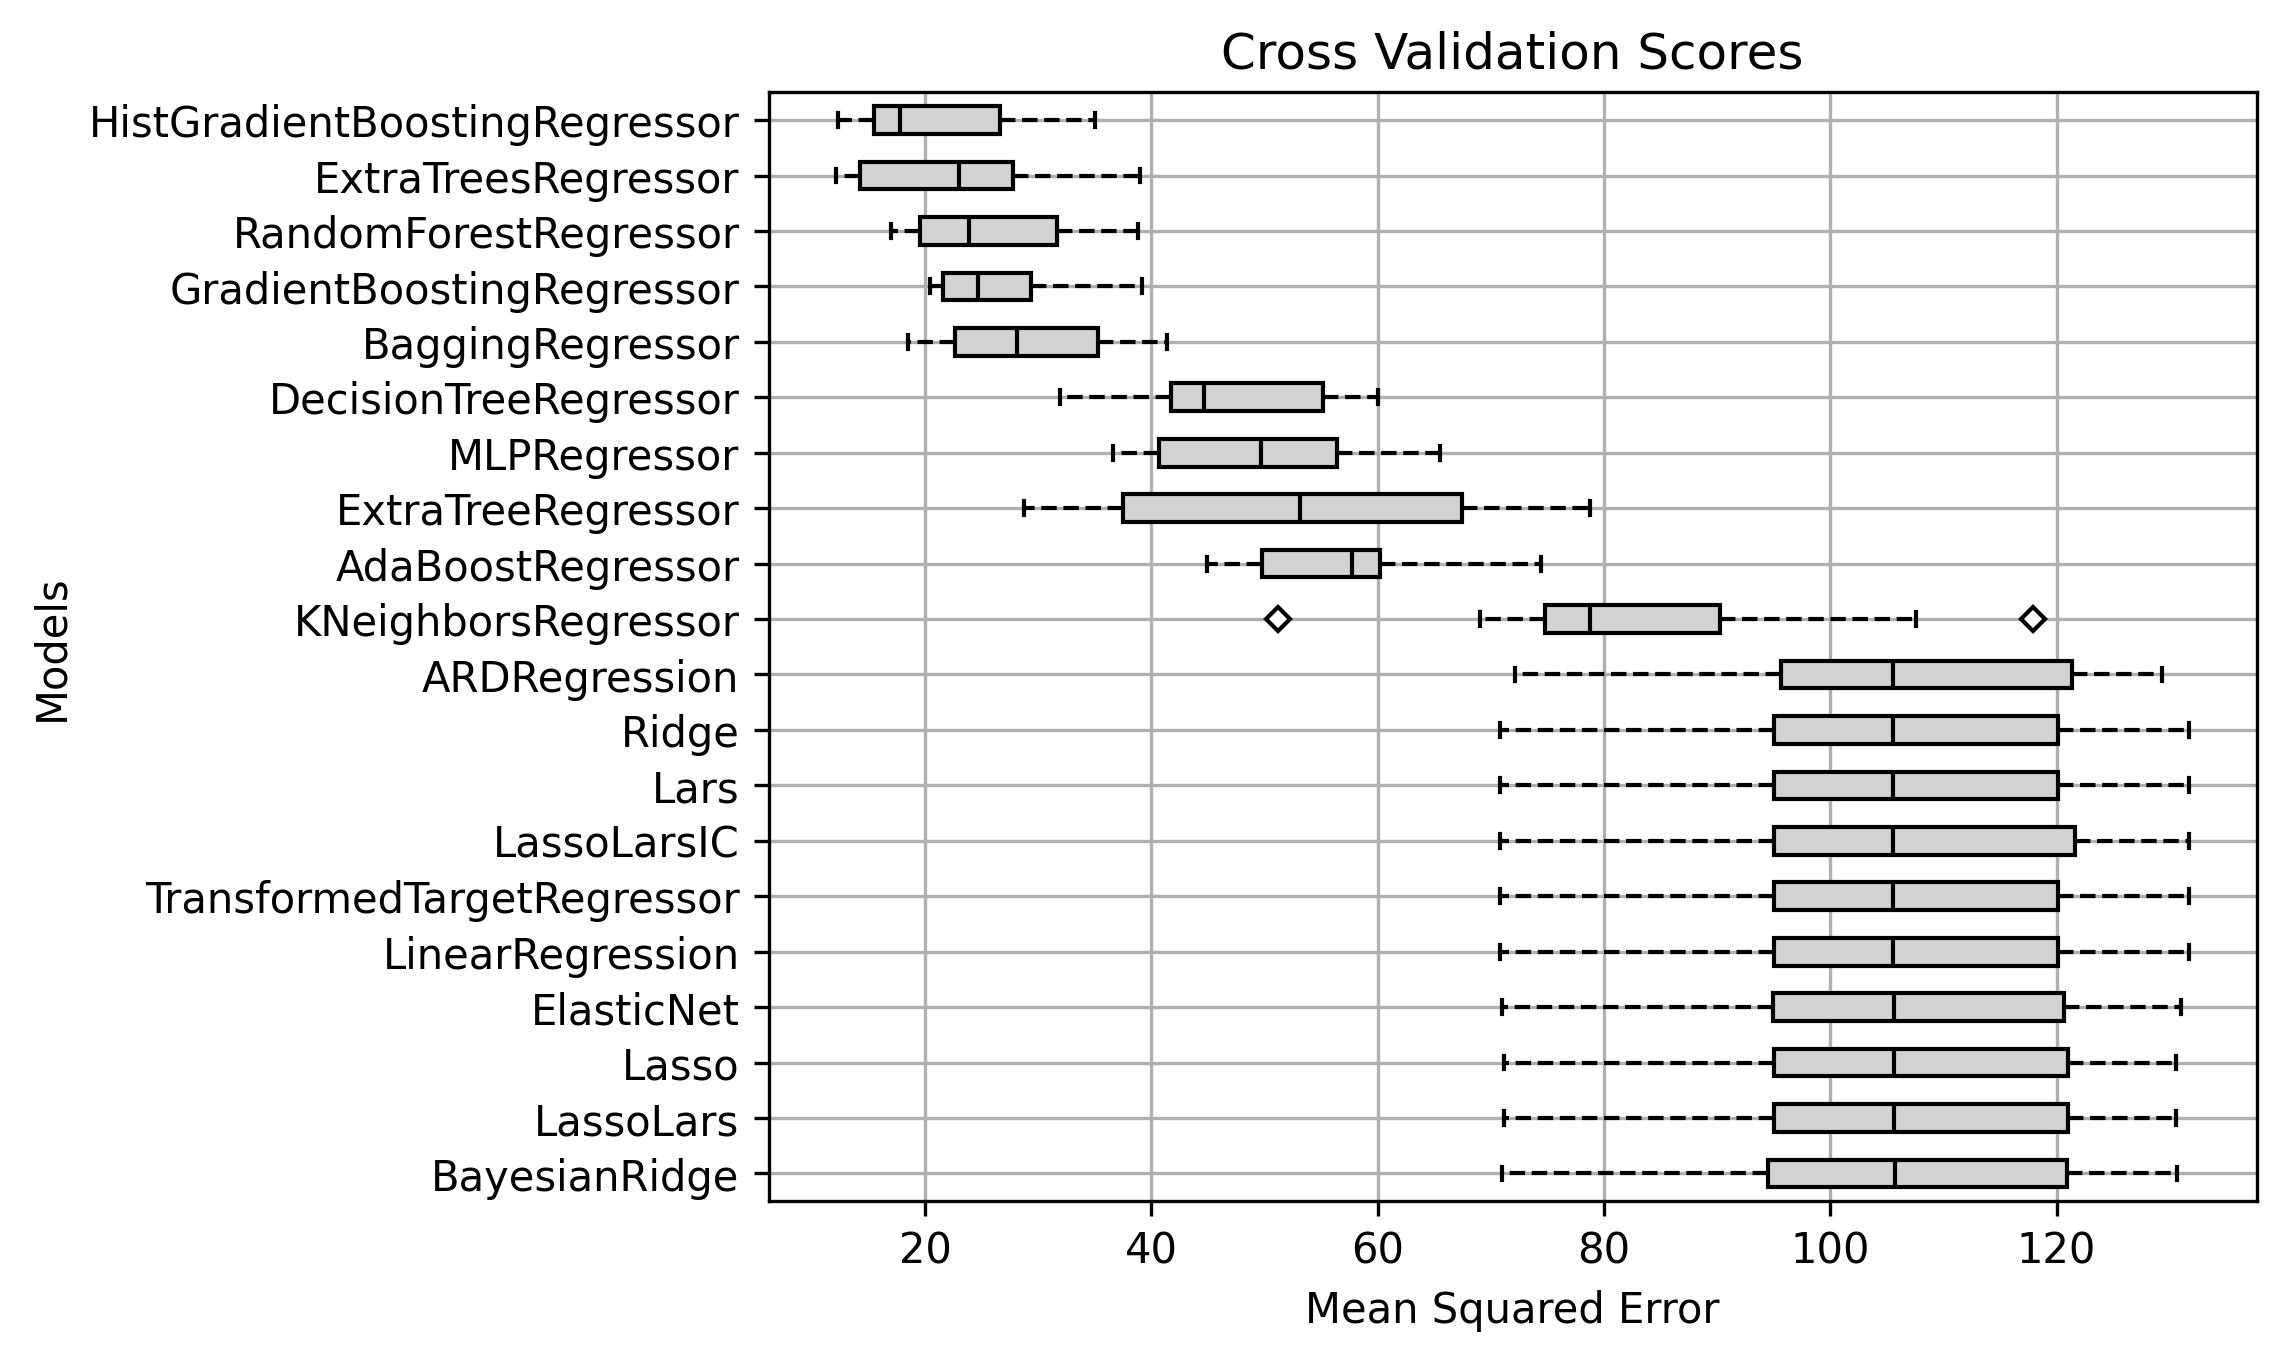 Cross Validation Scores
HistGradientBoostingRegressor
ExtraTreesRegressor
RandomForestRegressor
GradientBoostingRegressor
BaggingRegressor
DecisionTreeRegressor
MLPRegressor
ExtraTreeRegressor
AdaBoostRegressor
KNeighborsRegressor
ARDRegression
Ridge
Lars
LassoLarsIC
TransformedTargetRegressor
LinearRegression
ElasticNet
Lasso
LassoLars
BayesianRidge
Models
20 40 60 80 100 120
Mean Squared Error